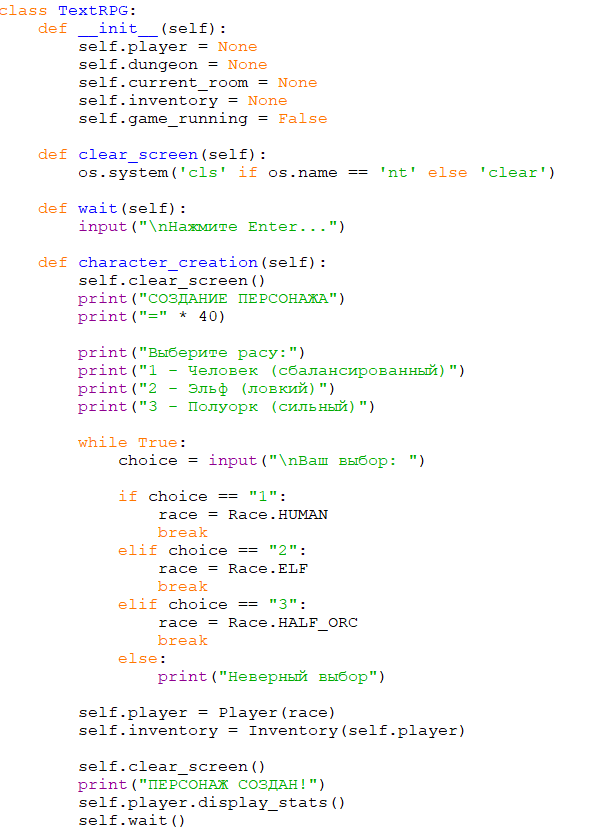 class TextRPG:
    def __init__(self):
        self.player = None
        self.dungeon = None
        self.current_room = None
        self.inventory = None
        self.game_running = False

    def clear_screen(self):
        os.system('cls' if os.name == 'nt' else 'clear')

    def wait(self):
        input("\nНажмите Enter...")

    def character_creation(self):
        self.clear_screen()
        print("СОЗДАНИЕ ПЕРСОНАЖА")
        print("=" * 40)

        print("Выберите расу:")
        print("1 - Человек (сбалансированный)")
        print("2 - Эльф (ловкий)")
        print("3 - Полуорк (сильный)")

        while True:
            choice = input("\nВаш выбор: ")

            if choice == "1":
                race = Race.HUMAN
                break
            elif choice == "2":
                race = Race.ELF
                break
            elif choice == "3":
                race = Race.HALF_ORC
                break
            else:
                print("Неверный выбор")

        self.player = Player(race)
        self.inventory = Inventory(self.player)

        self.clear_screen()
        print("ПЕРСОНАЖ СОЗДАН!")
        self.player.display_stats()
        self.wait()